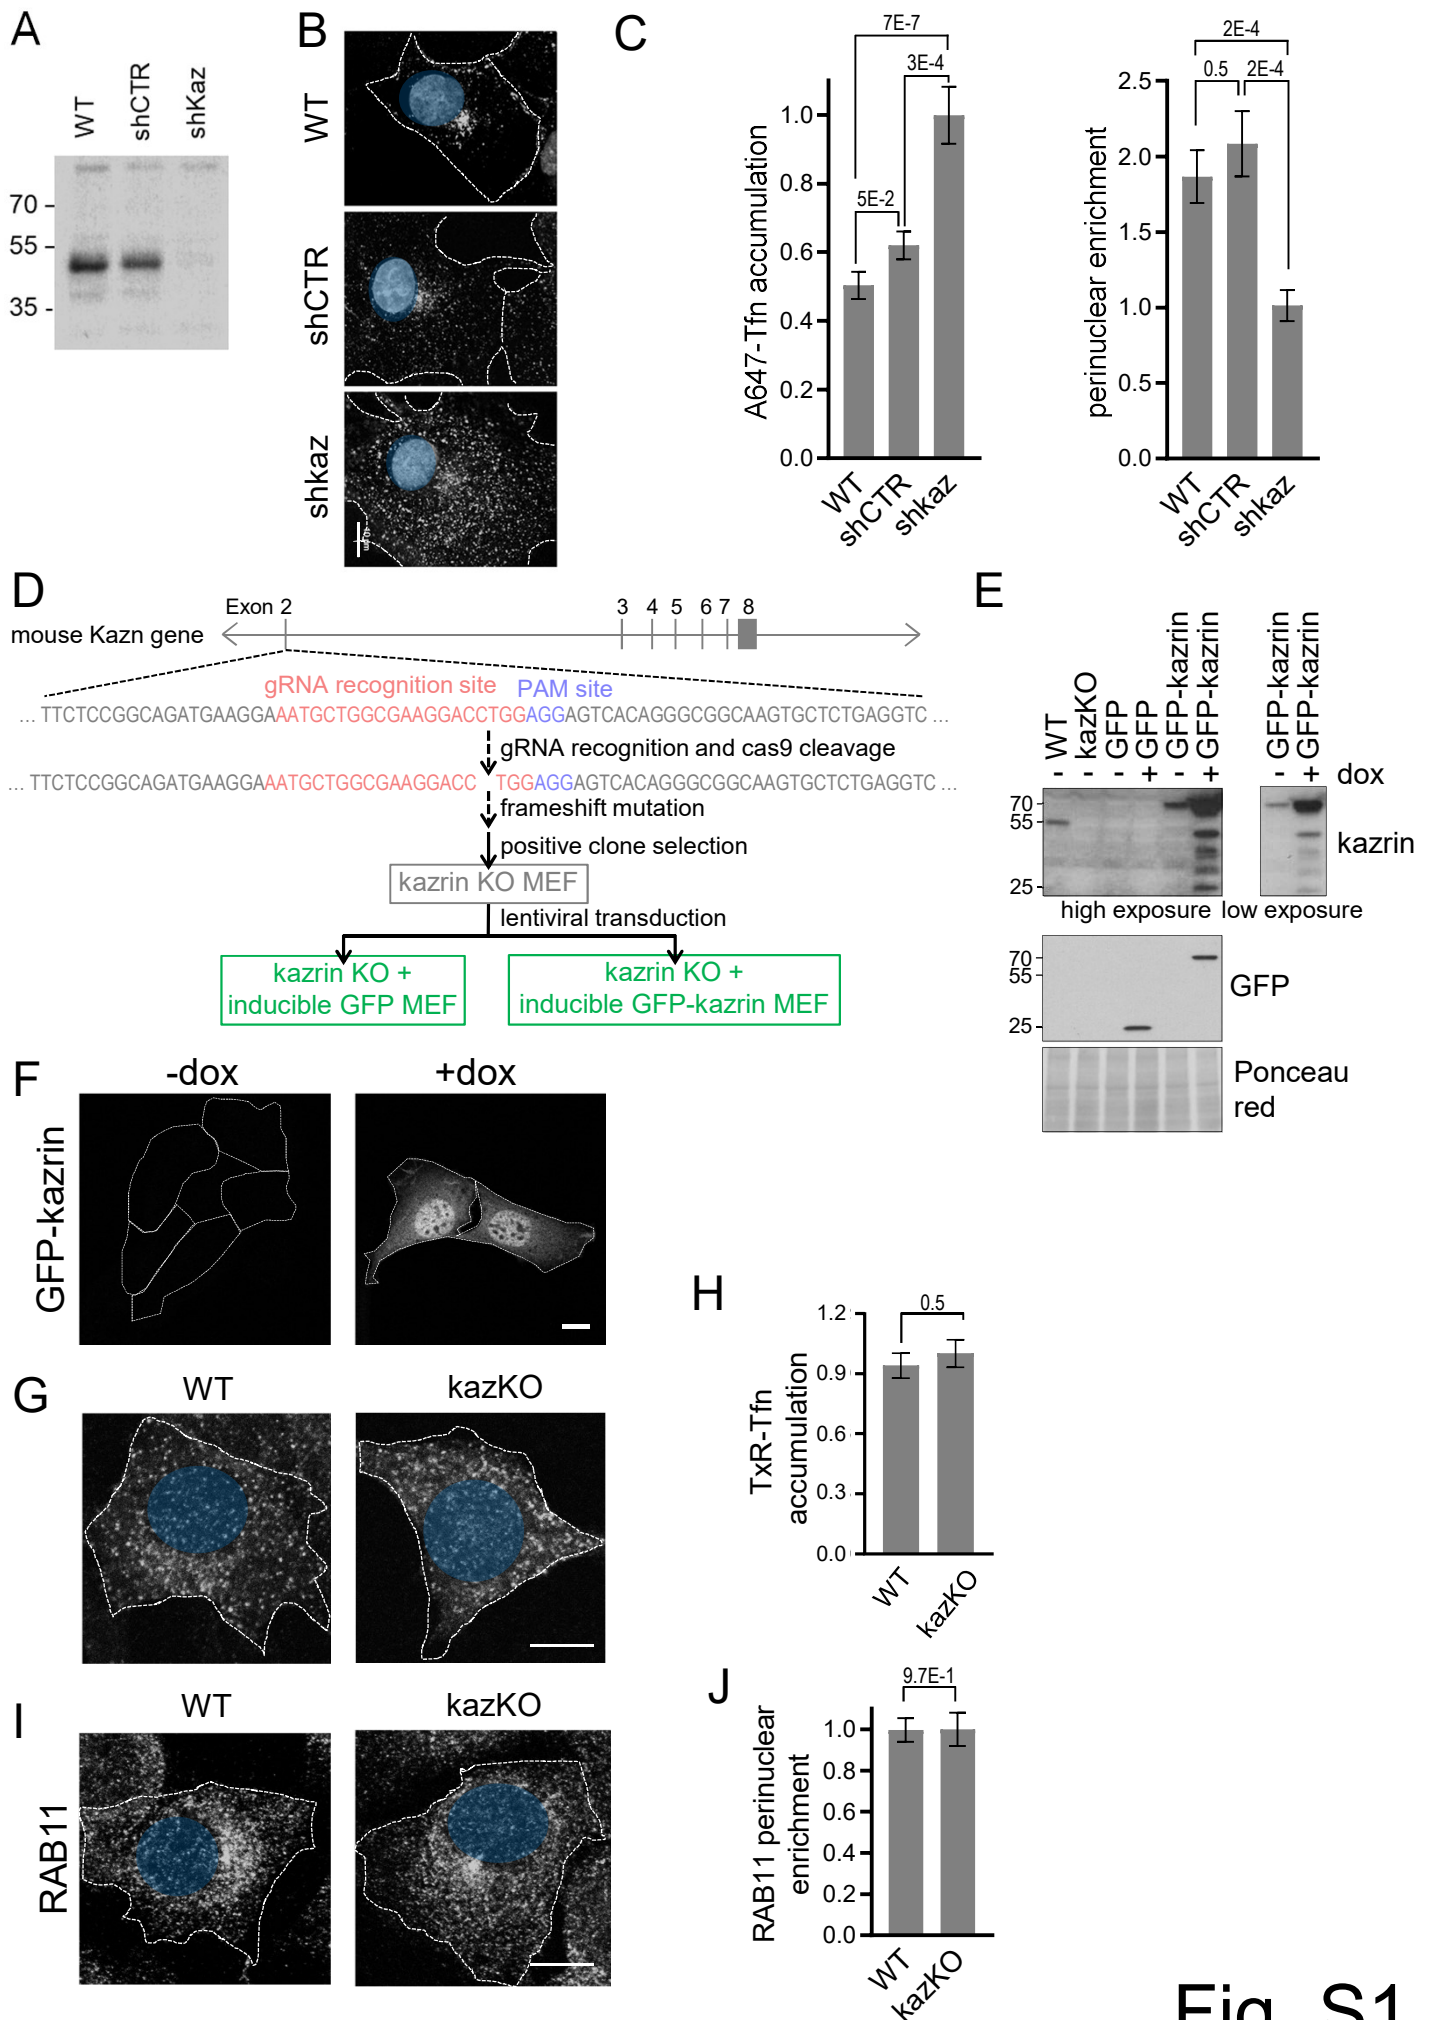 A
WT
shCTR
shKaz
70 -
55 -
35 -
B
WT
shCTR
shkaz
C
A647-Tfn accumulation
7E-7
3E-4
5E-2
1.0
0.8
0.6
0.4
0.2
0.0
WT
shCTR
shkaz
perinuclear enrichment
2E-4
0.5
2E-4
2.5
2.0
1.5
1.0
0.5
0.0
WT
shCTR
shkaz
D
Exon 2
3 4 5 6 7 8
mouse Kazn gene
gRNA recognition site PAM site
... TTCTCCGGCAGATGAAGGAAATGCTGGCGAAGGACCTGGAGGAGTCACAGGGCGGCAAGTGCTCTGAGGTC ...
gRNA recognition and cas9 cleavage
... TTCTCCGGCAGATGAAGGAAATGCTGGCGAAGGACC TGGAGGAGTCACAGGGCGGCAAGTGCTCTGAGGTC ...
frameshift mutation
positive clone selection
kazrin KO MEF
lentiviral transduction
kazrin KO +
inducible GFP MEF
kazrin KO +
inducible GFP-kazrin MEF
E
WT
kazKO
GFP
GFP
GFP-kazrin
GFP-kazrin
GFP-kazrin
GFP-kazrin
- - - + - + - + dox
70 -
55 -
25 -
kazrin
high exposure low exposure
70 -
55 -
25 -
GFP
Ponceau
red
F
-dox
+dox
GFP-kazrin
G
WT
kazKO
H
TxR-Tfn
accumulation
0.5
1.2
0.9
0.6
0.3
0.0
WT
kazKO
I
WT
kazKO
RAB11
J
RAB11 perinuclear
enrichment
9.7E-1
1.0
0.8
0.6
0.4
0.2
0.0
WT
kazKO
Fig. S1